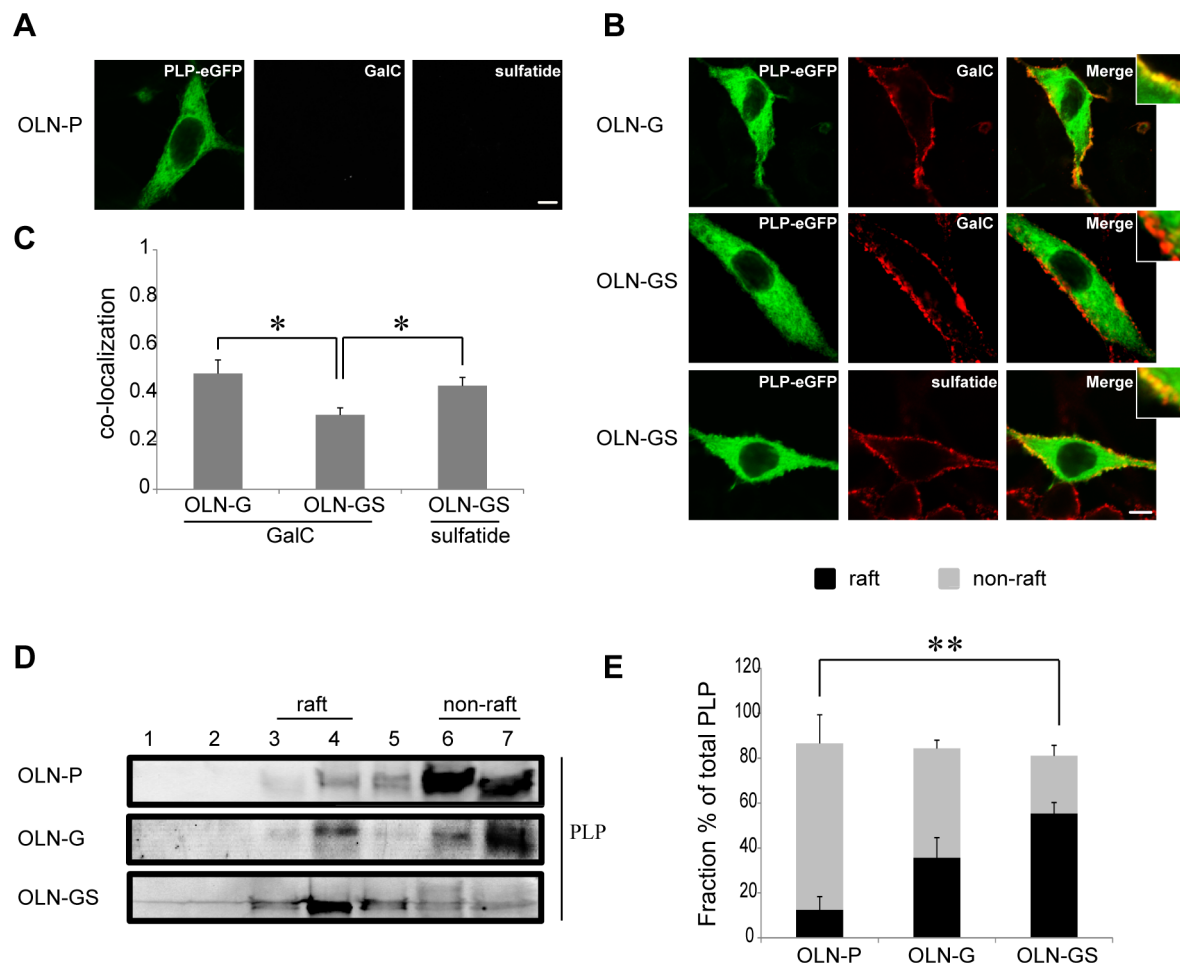 A
PLP-eGFP GalC sulfatide
OLN-P
B
PLP-eGFP GalC Merge
OLN-G
PLP-eGFP GalC Merge
OLN-GS
PLP-eGFP sulfatide Merge
OLN-GS
C
co-localization
1
0.8
0.6
0.4
0.2
0
* *
OLN-G OLN-GS OLN-GS
GalC sulfatide
raft non-raft
D
raft non-raft
1 2 3 4 5 6 7
OLN-P
OLN-G
OLN-GS
PLP
E
**
Fraction % of total PLP
120
100
80
60
40
20
0
OLN-P OLN-G OLN-GS